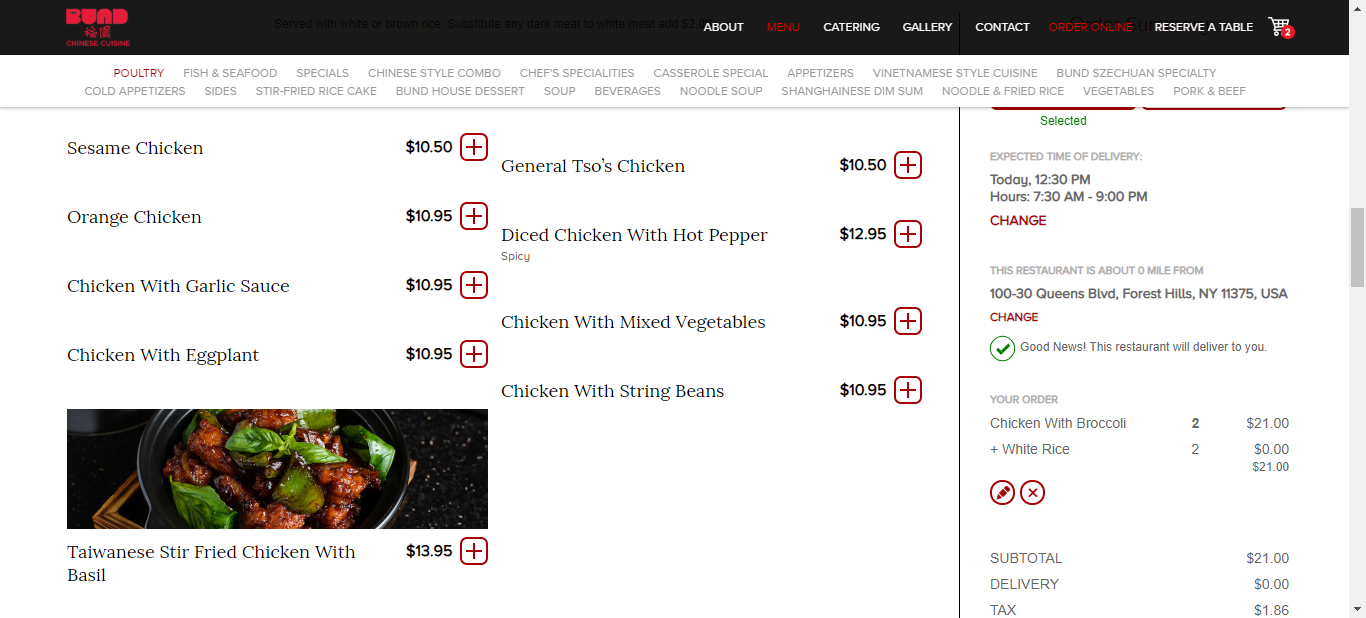 BUND
CHINESE CUISINE
Served with white or brown rice. Substitute any dark meat to white meat add $2.0
ABOUT
MENU
CATERING
GALLERY
CONTACT
ORDER ONLINE
RESERVE A TABLE
2
POULTRY FISH & SEAFOOD SPECIALS CHINESE STYLE COMBO CHEF'S SPECIALITIES CASSEROLE SPECIAL APPETIZERS VINETNAMESE STYLE CUISINE BUND SZECHUAN SPECIALTY
COLD APPETIZERS SIDES STIR-FRIED RICE CAKE BUND HOUSE DESSERT SOUP BEVERAGES NOODLE SOUP SHANGHAINESE DIM SUM NOODLE & FRIED RICE VEGETABLES PORK & BEEF
Sesame Chicken $10.50
Orange Chicken $10.95
Chicken With Garlic Sauce $10.95
Chicken With Eggplant $10.95
Taiwanese Stir Fried Chicken With $13.95
Basil
General Tso's Chicken $10.50
Diced Chicken With Hot Pepper $12.95
Spicy
Chicken With Mixed Vegetables $10.95
Chicken With String Beans $10.95
Selected
EXPECTED TIME OF DELIVERY:
Today, 12:30 PM
Hours: 7:30 AM - 9:00 PM
CHANGE
THIS RESTAURANT IS ABOUT 0 MILE FROM
100-30 Queens Blvd, Forest Hills, NY 11375, USA
CHANGE
Good News! This restaurant will deliver to you.
YOUR ORDER
Chicken With Broccoli 2 $21.00
+ White Rice 2 $0.00
$21.00
SUBTOTAL $21.00
DELIVERY $0.00
TAX $1.86